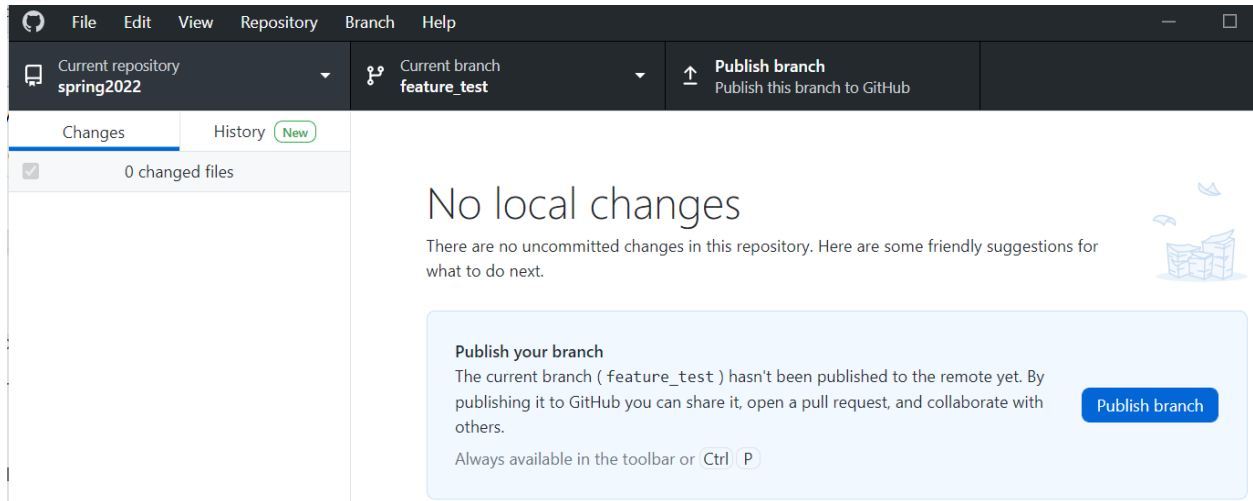 File Edit View Repository Branch Help
Current repository
spring2022
Current branch
feature_test
Publish branch
Publish this branch to GitHub
Changes
History New
0 changed files
No local changes
There are no uncommitted changes in this repository. Here are some friendly suggestions for
what to do next.
Publish your branch
The current branch ( feature_test ) hasn't been published to the remote yet. By
publishing it to GitHub you can share it, open a pull request, and collaborate with
others.
Always available in the toolbar or Ctrl P
Publish branch